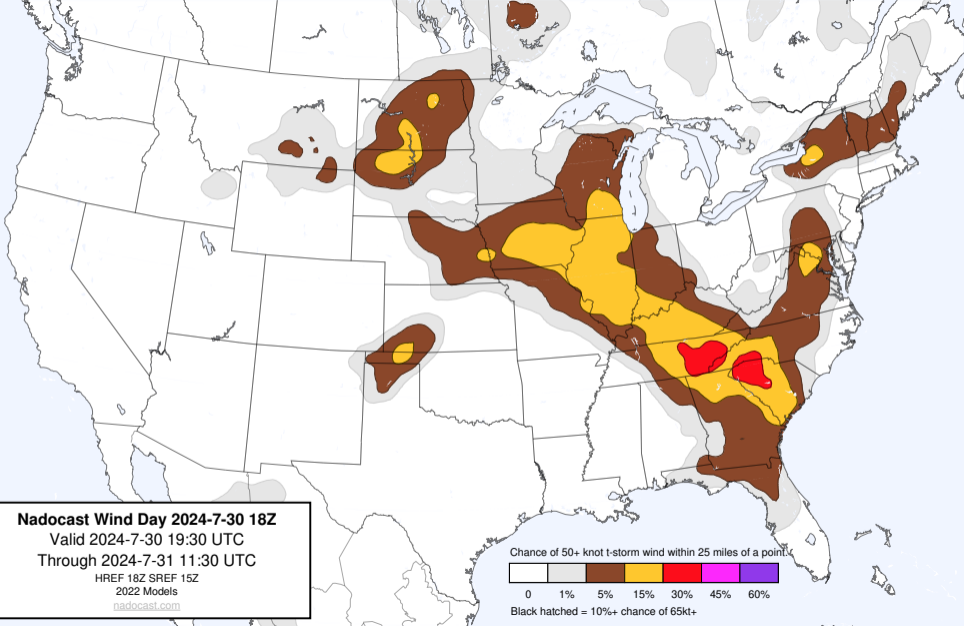 Nadocast Wind Day 2024-7-30 18Z
Valid 2024-7-30 19:30 UTC
Through 2024-7-31 11:30 UTC
HREF 18Z SREF 15Z
2022 Models
nadocast.com
Chance of 50+ knot t-storm wind within 25 miles of a point.
0 1% 5% 15% 30% 45% 60%
Black hatched = 10%+ chance of 65kt+